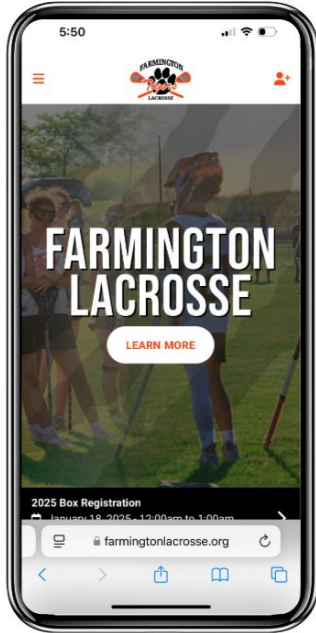 5:50
FARMINGTON
Tigers
LACROSSE
FARMINGTON
LACROSSE
LEARN MORE
2025 Box Registration
January 18, 2025 - 12:00am to 1:00am
farmingtonlacrosse.org